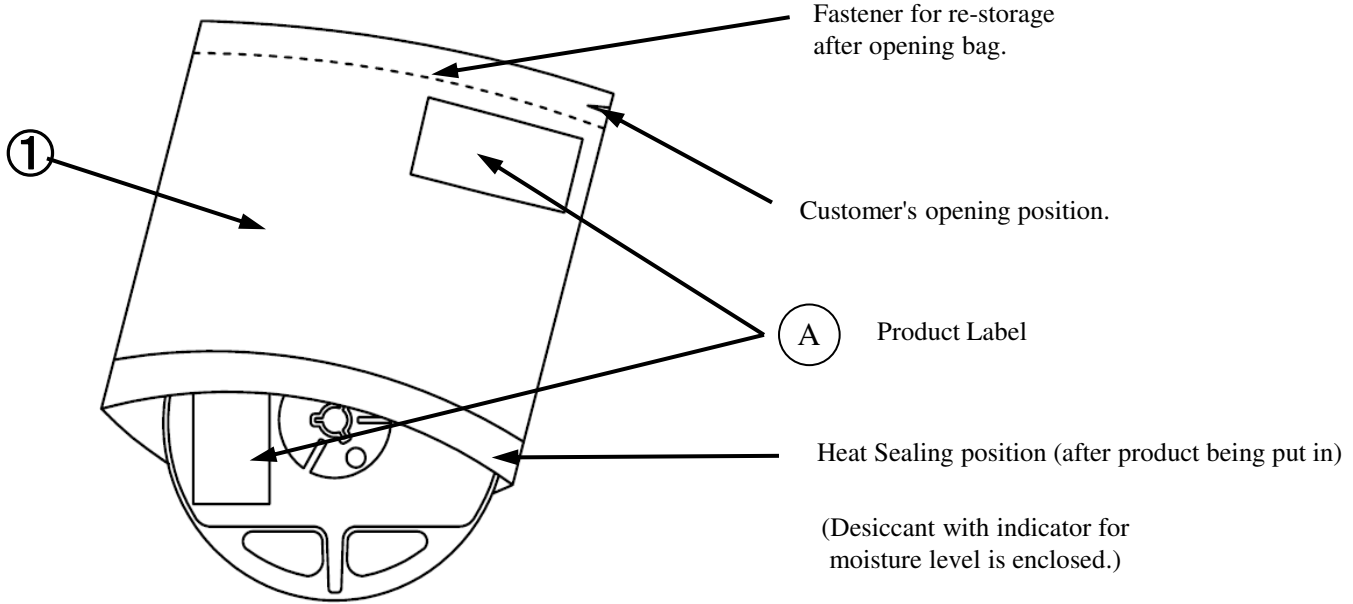 Fastener for re-storage
after opening bag.
①
Customer's opening position.
A Product Label
Heat Sealing position (after product being put in)
(Desiccant with indicator for
moisture level is enclosed.)